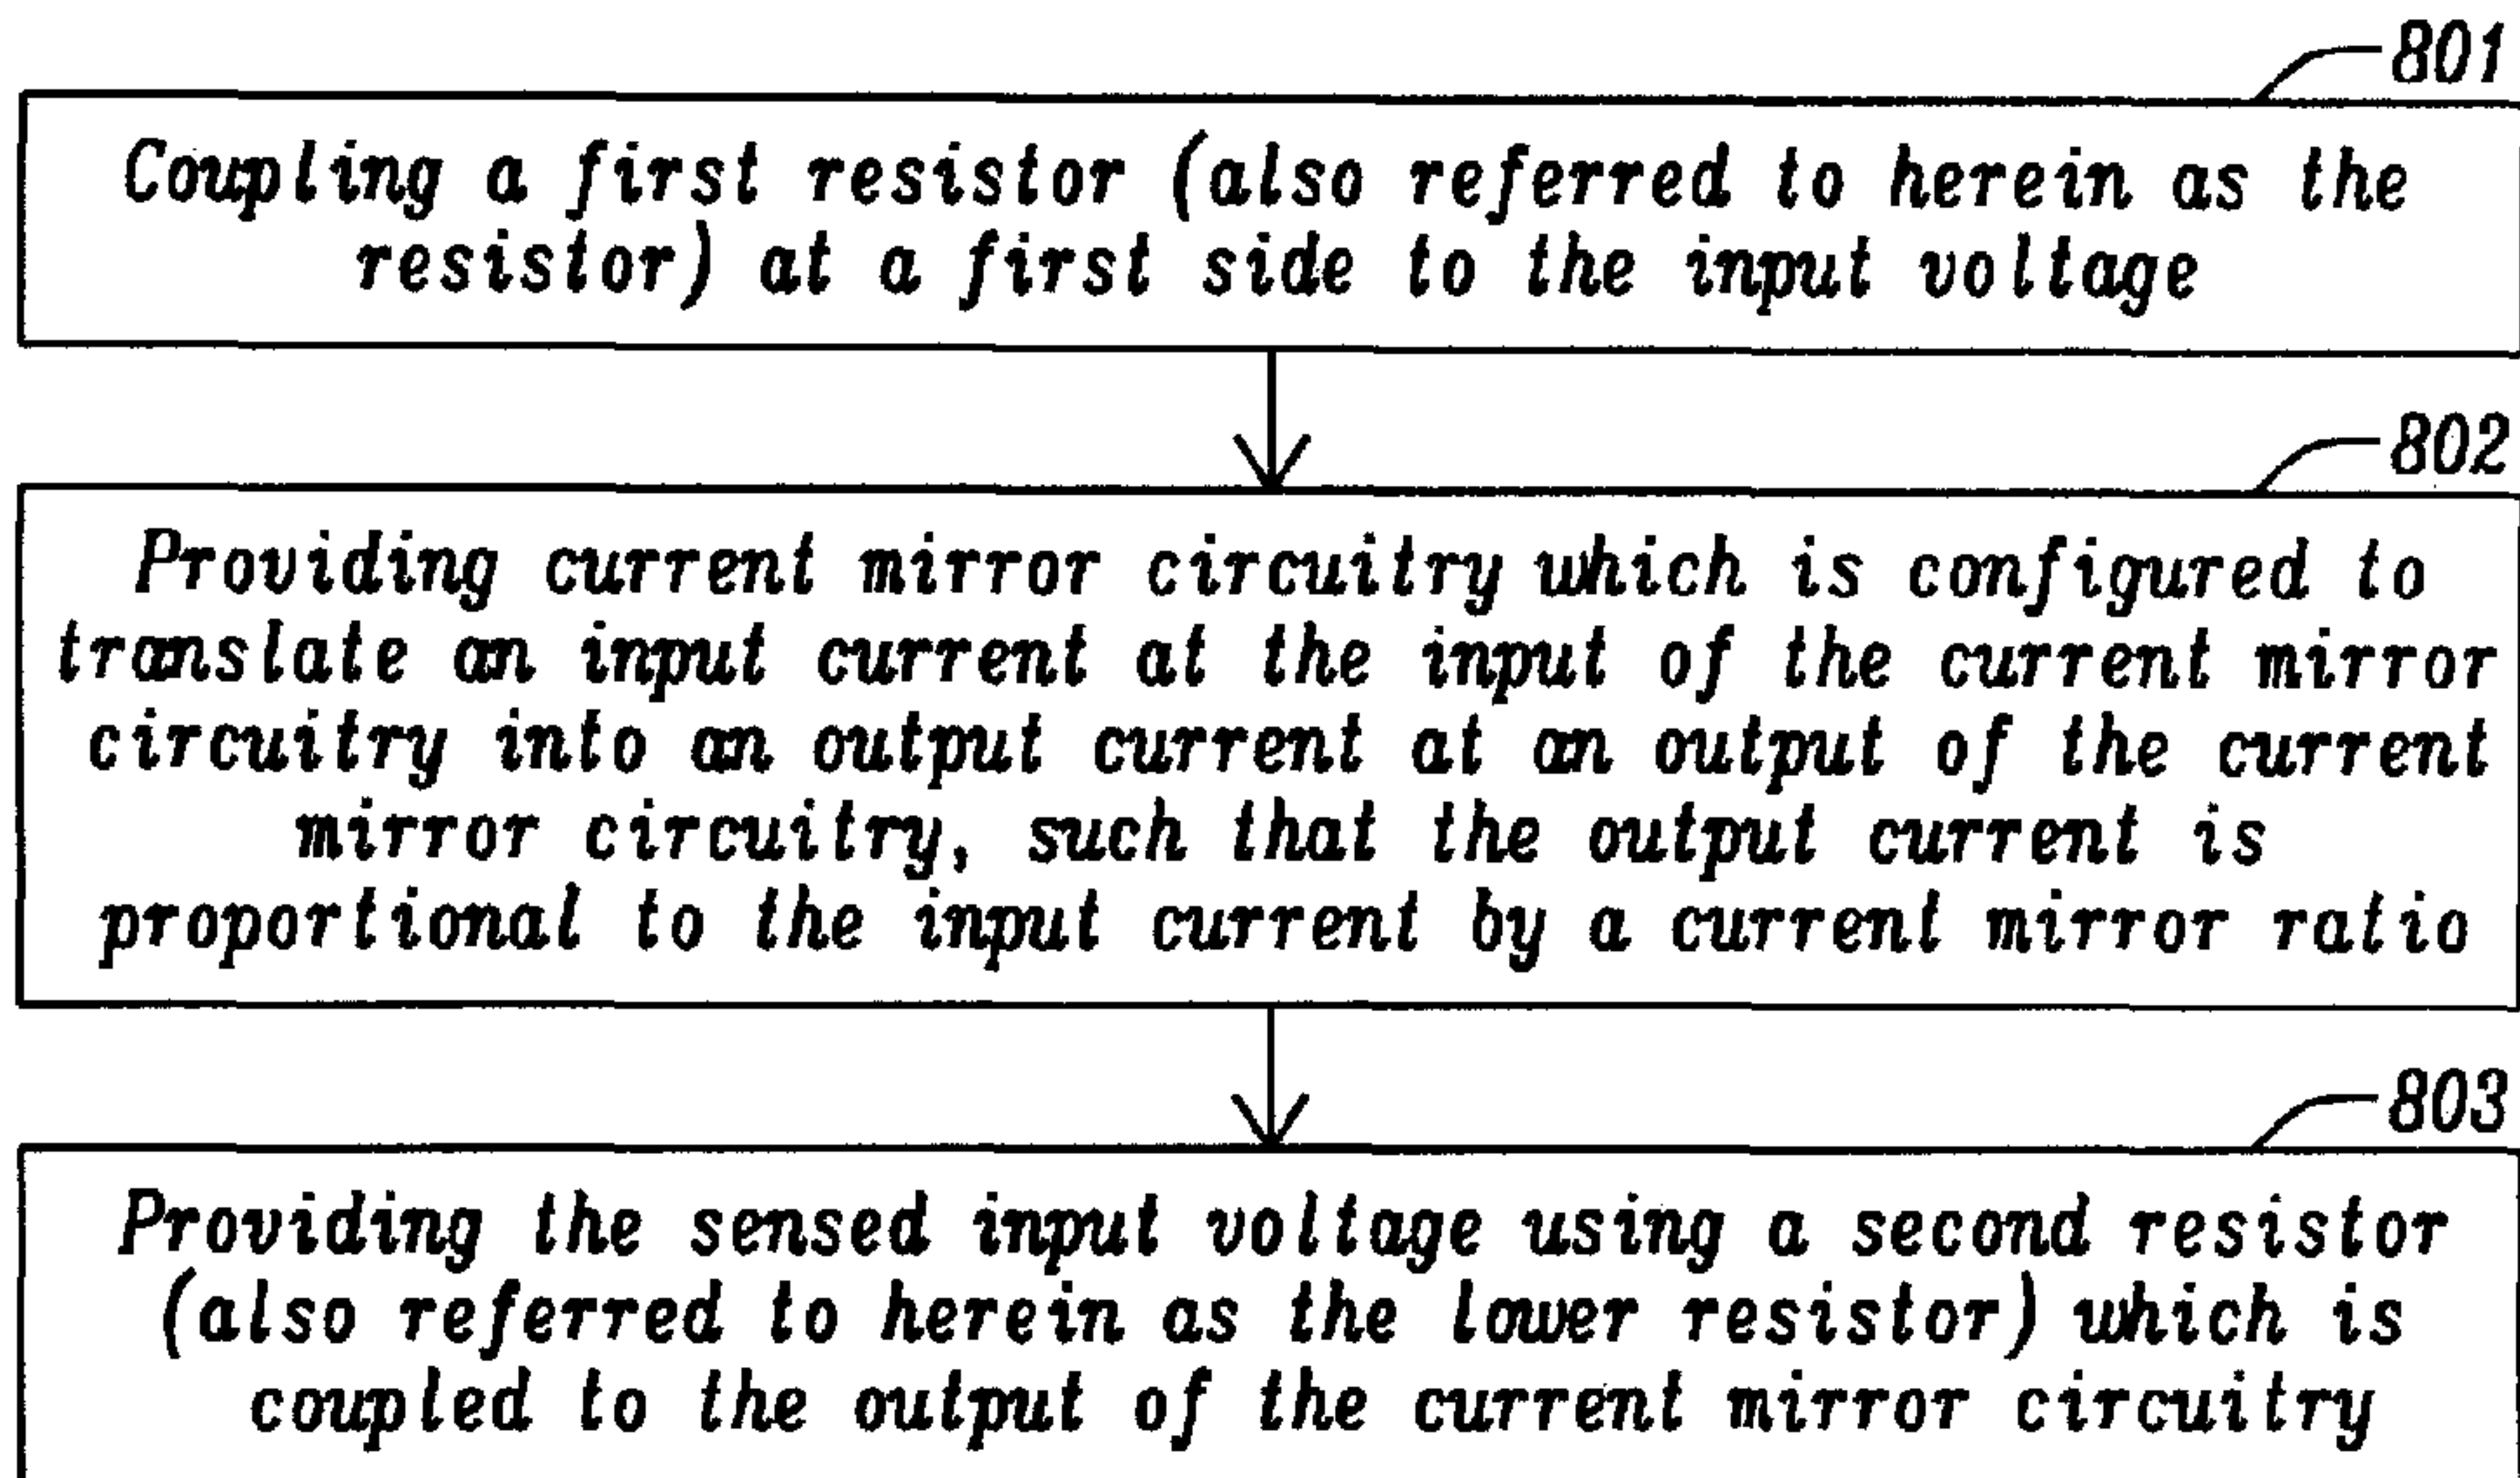 801
Coupling a first resistor (also referred to herein as the
resistor) at a first side to the input voltage
802
Providing current mirror circuitry which is configured to
translate an input current at the input of the current mirror
circuitry into an output current at an output of the current
mirror circuitry, such that the output current is
proportional to the input current by a current mirror ratio
803
Providing the sensed input voltage using a second resistor
(also referred to herein as the lower resistor) which is
coupled to the output of the current mirror circuitry